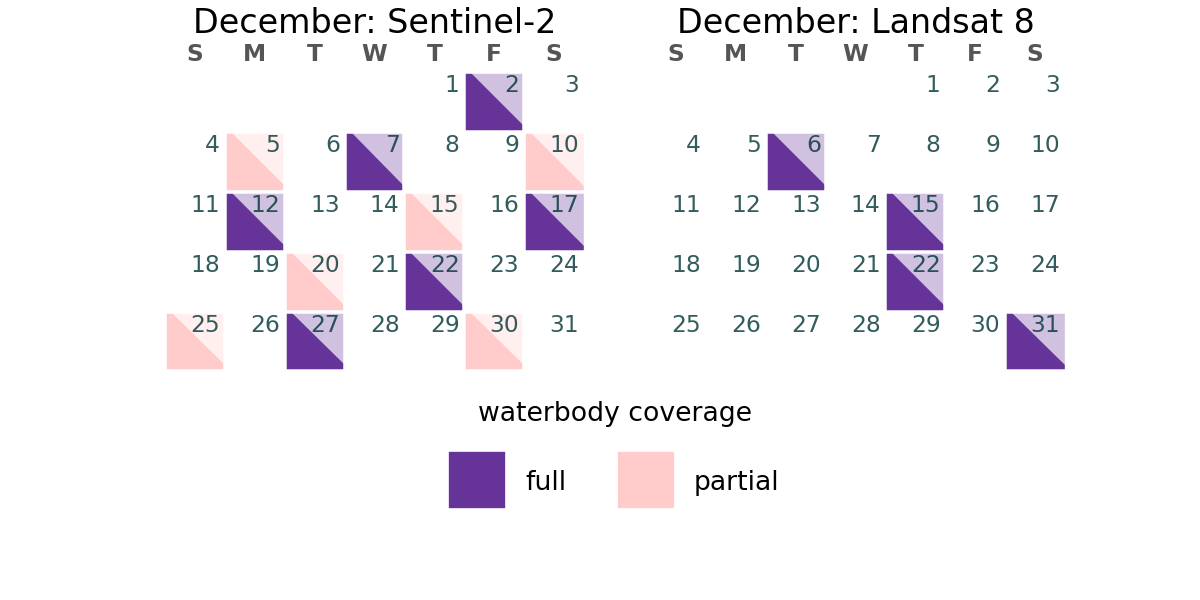 December: Sentinel-2
S M T W T F S
1 2 3
4 5 6 7 8 9 10
11 12 13 14 15 16 17
18 19 20 21 22 23 24
25 26 27 28 29 30 31
December: Landsat 8
S M T W T F S
1 2 3
4 5 6 7 8 9 10
11 12 13 14 15 16 17
18 19 20 21 22 23 24
25 26 27 28 29 30 31
waterbody coverage
full partial